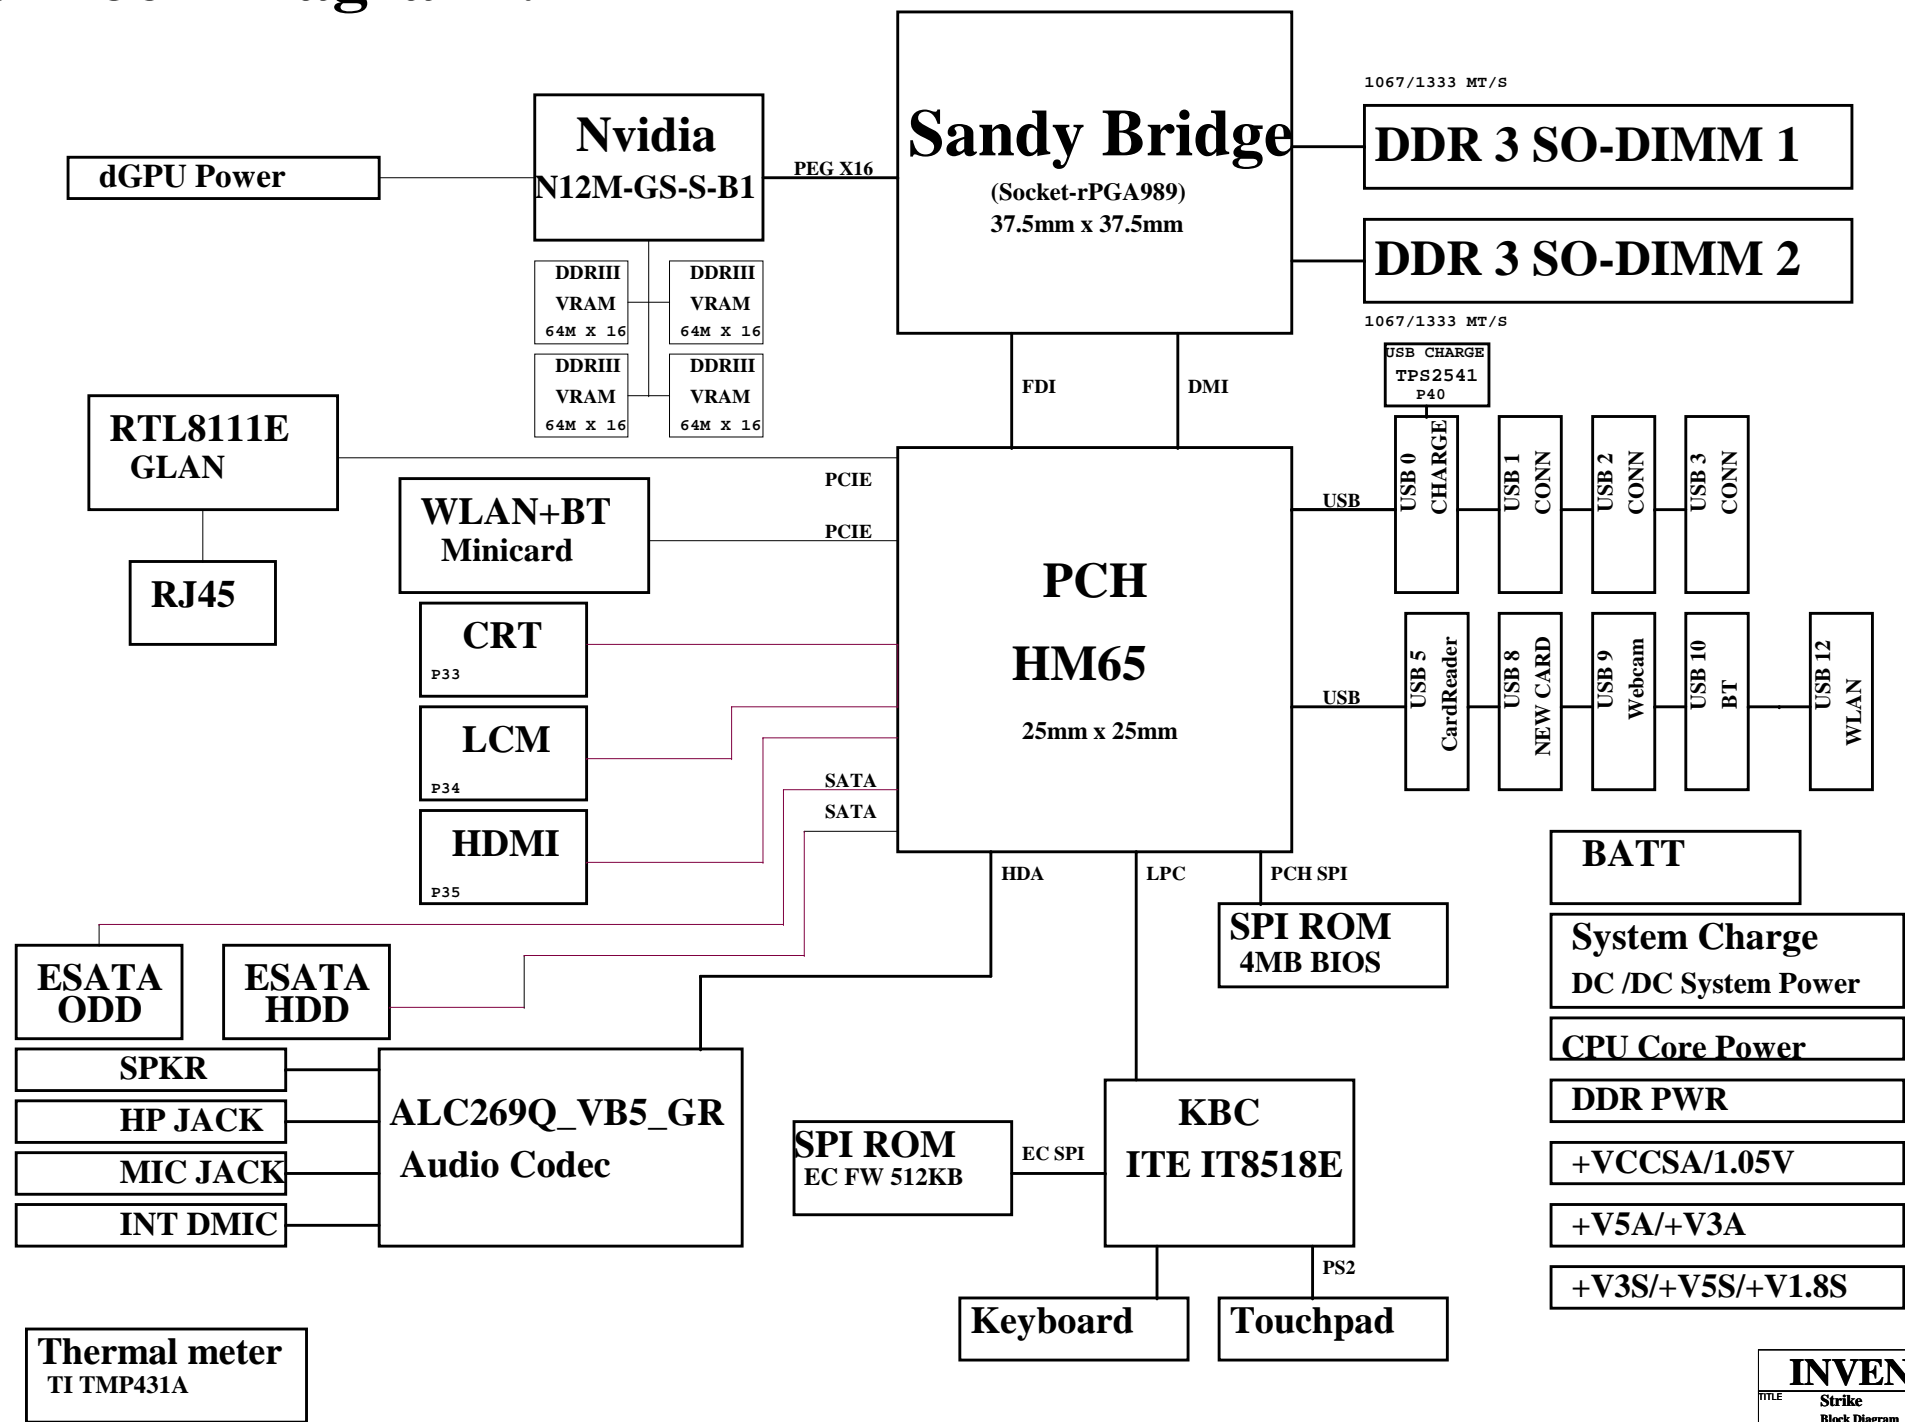 1067/1333 MT/S
Nvidia
N12M-GS-S-B1
dGPU Power
PEG X16
Sandy Bridge
(Socket-rPGA989)
37.5mm x 37.5mm
DDR 3 SO-DIMM 1
DDR 3 SO-DIMM 2
1067/1333 MT/S
DDRIII
VRAM
64M X 16
DDRIII
VRAM
64M X 16
DDRIII
VRAM
64M X 16
DDRIII
VRAM
64M X 16
FDI
DMI
USB CHARGE
TPS2541
P40
RTL8111E
GLAN
PCIE
WLAN+BT
Minicard
PCIE
RJ45
PCH
HM65
25mm x 25mm
USB
USB 0
CHARGE
USB 1
CONN
USB 2
CONN
USB 3
CONN
USB
USB 5
CardReader
USB 8
NEW CARD
USB 9
Webcam
USB 10
BT
USB 12
WLAN
CRT
P33
LCM
P34
HDMI
P35
SATA
SATA
HDA
LPC
PCH SPI
SPI ROM
4MB BIOS
ESATA
ODD
ESATA
HDD
SPKR
HP JACK
MIC JACK
INT DMIC
ALC269Q_VB5_GR
Audio Codec
SPI ROM
EC FW 512KB
EC SPI
KBC
ITE IT8518E
PS2
Keyboard
Touchpad
BATT
System Charge
DC /DC System Power
CPU Core Power
DDR PWR
+VCCSA/1.05V
+V5A/+V3A
+V3S/+V5S/+V1.8S
Thermal meter
TI TMP431A
INVEN
TITLE
Strike
Block Diagram